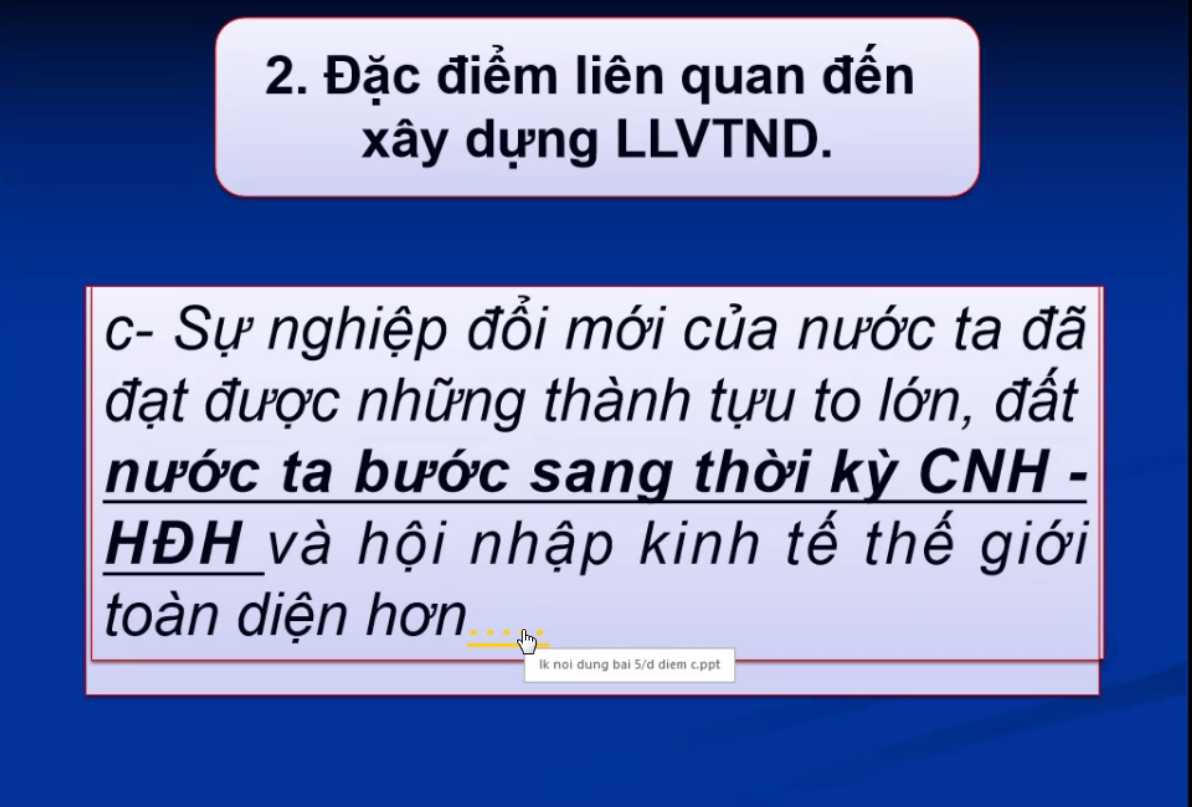 2. Đặc điểm liên quan đến
xây dựng LLVTND.
c- Sự nghiệp đổi mới của nước ta đã
đạt được những thành tựu to lớn, đất
nước ta bước sang thời kỳ CNH -
HĐH và hội nhập kinh tế thế giới
toàn diện hơn.....
lk noi dung bai 5/d diem c.ppt